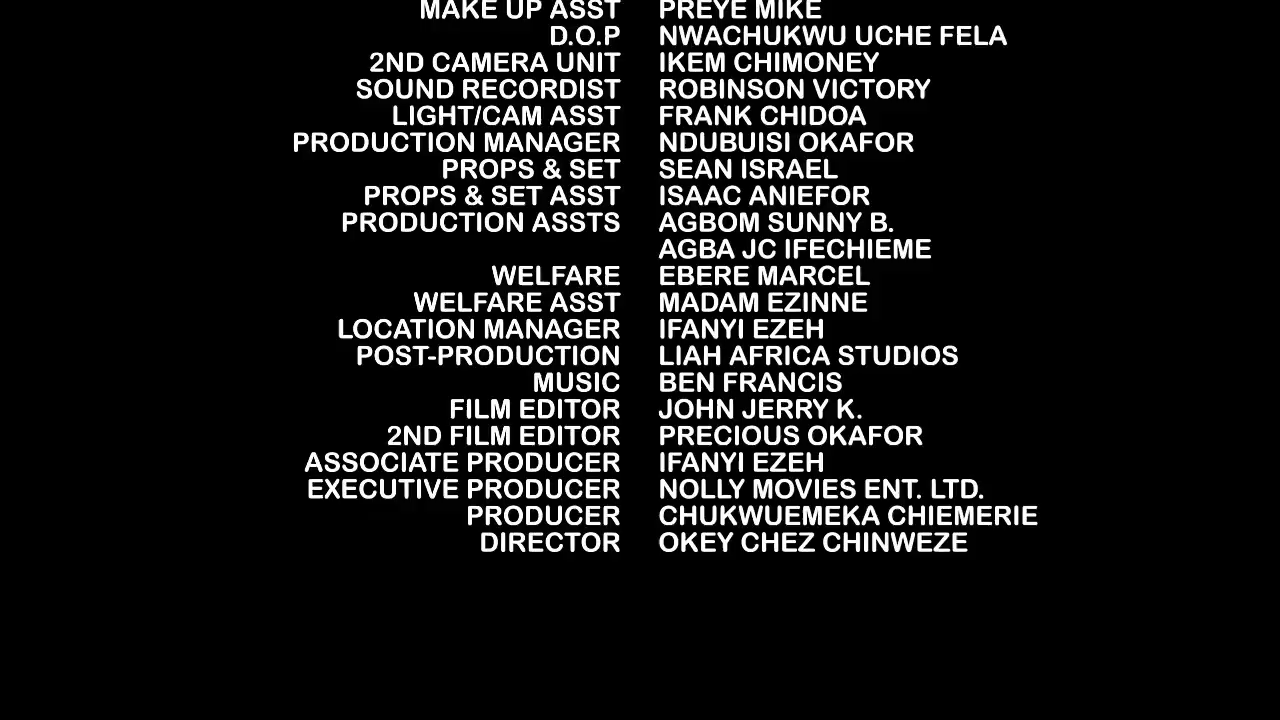 MAKE UP ASST PREYE MIKE
D.O.P NWACHUKWU UCHE FELA
2ND CAMERA UNIT IKEM CHIMONEY
SOUND RECORDIST ROBINSON VICTORY
LIGHT/CAM ASST FRANK CHIDOA
PRODUCTION MANAGER NDUBUISI OKAFOR
PROPS & SET SEAN ISRAEL
PROPS & SET ASST ISAAC ANIEFOR
PRODUCTION ASSTS AGBOM SUNNY B.
AGBA JC IFECHIEME
WELFARE EBERE MARCEL
WELFARE ASST MADAM EZINNE
LOCATION MANAGER IFANYI EZEH
POST-PRODUCTION LIAH AFRICA STUDIOS
MUSIC BEN FRANCIS
FILM EDITOR JOHN JERRY K.
2ND FILM EDITOR PRECIOUS OKAFOR
ASSOCIATE PRODUCER IFANYI EZEH
EXECUTIVE PRODUCER NOLLY MOVIES ENT. LTD.
PRODUCER CHUKWUEMEKA CHIEMERIE
DIRECTOR OKEY CHEZ CHINWEZE